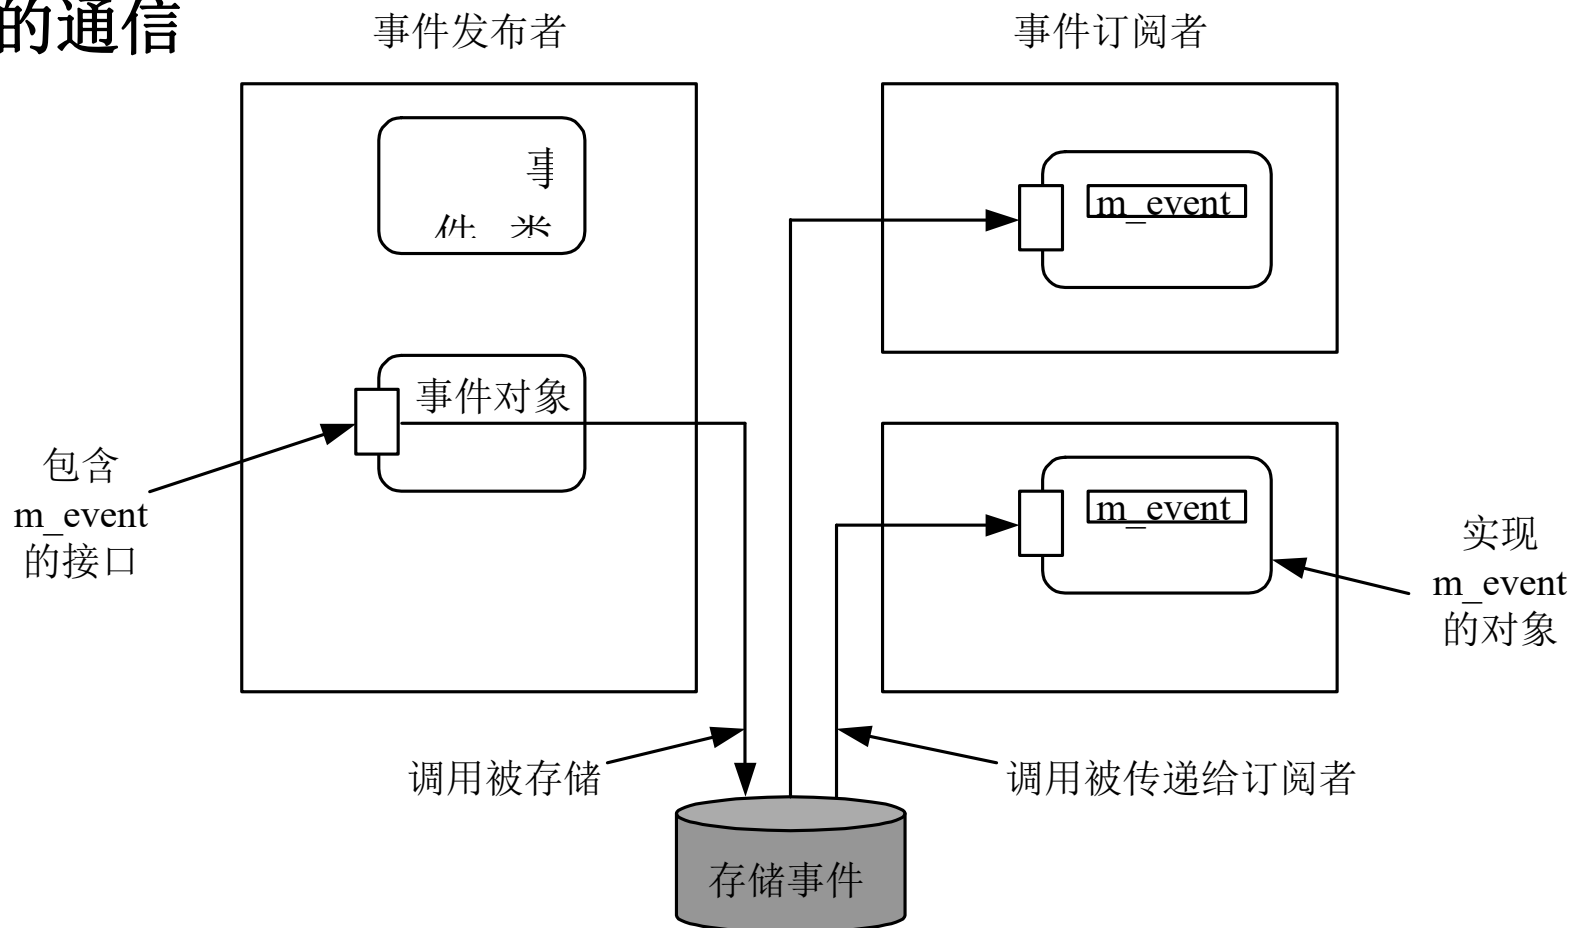 的通信
事件发布者
事件订阅者
事
件 类
m_event
事件对象
包含
m_event
的接口
m_event
实现
m_event
的对象
调用被存储
调用被传递给订阅者
存储事件